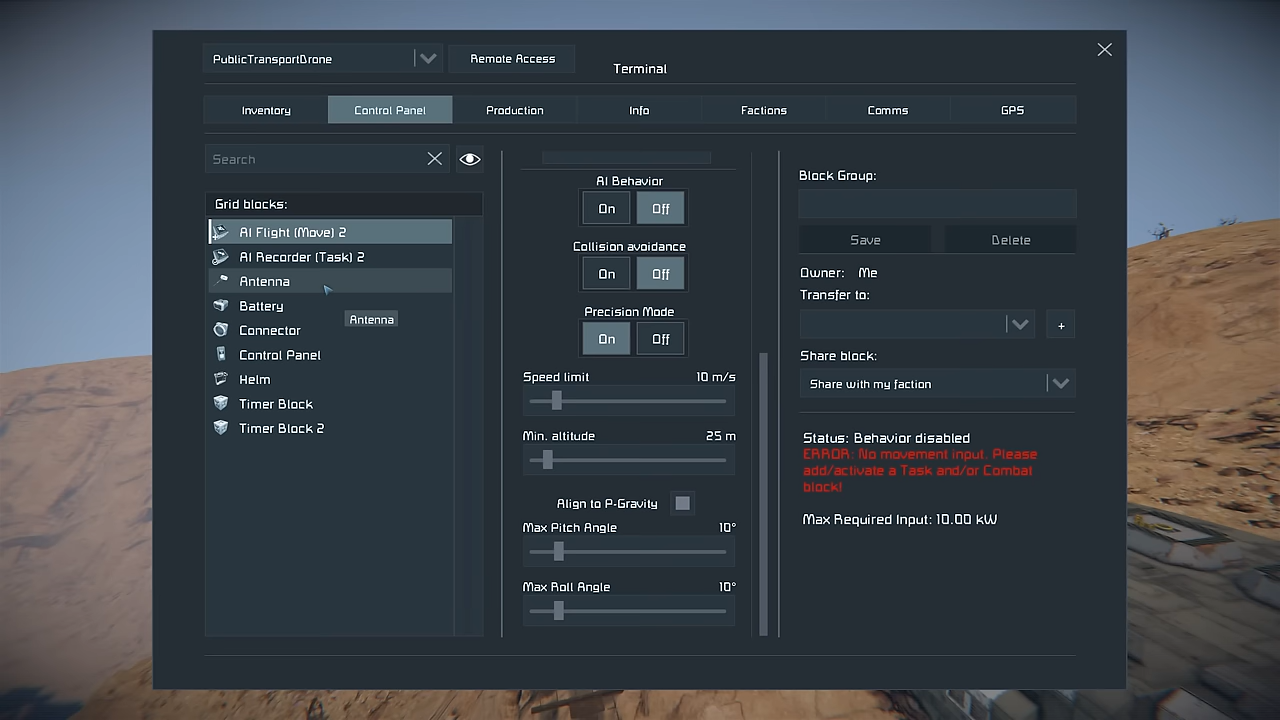 PublicTransportDrone
Remote Access
Terminal
Inventory
Control Panel
Production
Info
Factions
Comms
GPS
Search
Grid blocks:
AI Flight (Move) 2
AI Recorder (Task) 2
Antenna
Battery
Antenna
Connector
Control Panel
Helm
Timer Block
Timer Block 2
AI Behavior
On Off
Collision avoidance
On Off
Precision Mode
On Off
Speed limit 10 m/s
Min. altitude 25 m
Align to P-Gravity
Max Pitch Angle 10°
Max Roll Angle 10°
Block Group:
Save Delete
Owner: Me
Transfer to:
+
Share block:
Share with my faction
Status: Behavior disabled
ERROR: No movement input. Please
add/activate a Task and/or Combat
block!
Max Required Input: 10.00 kW